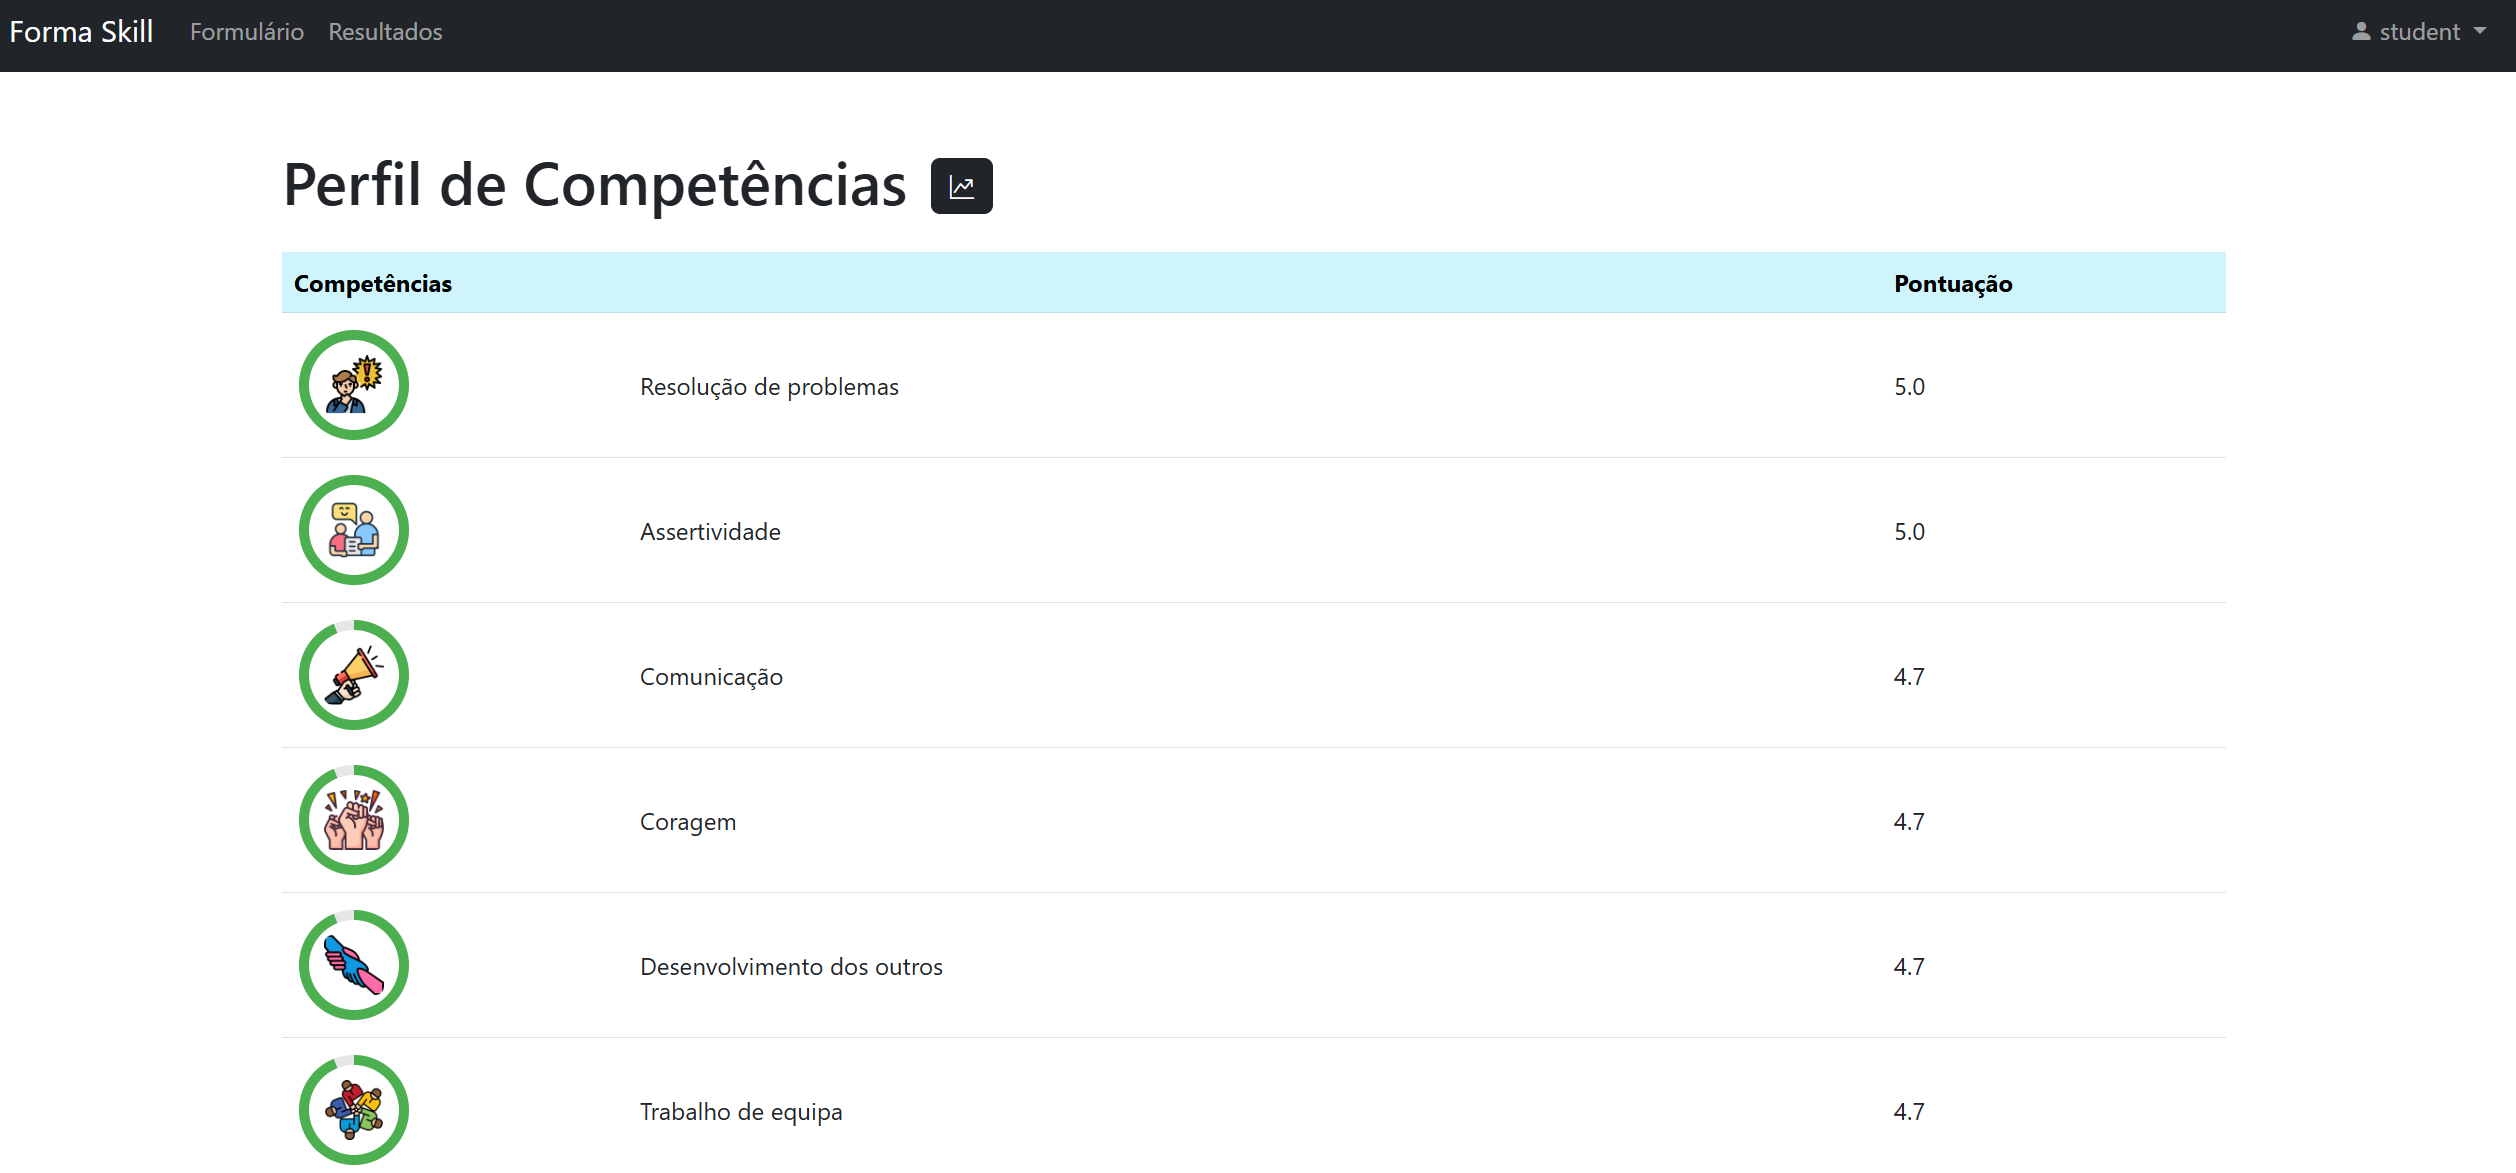 Forma Skill Formulário Resultados student
Perfil de Competências
Competências Pontuação
Resolução de problemas 5.0
Assertividade 5.0
Comunicação 4.7
Coragem 4.7
Desenvolvimento dos outros 4.7
Trabalho de equipa 4.7